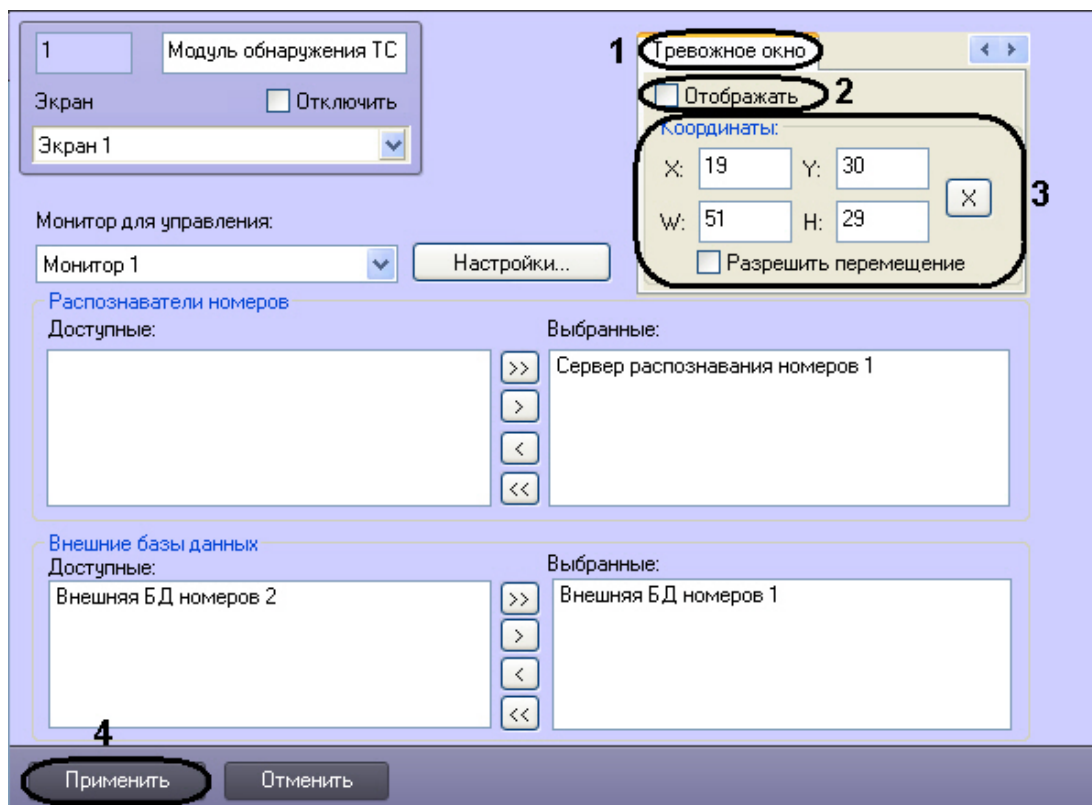 1 Модуль обнаружения ТС
Экран Отключить
Экран 1
1 Тревожное окно
Отображать 2
Координаты:
X: 19 Y: 30
X
3
W: 51 H: 29
Разрешить перемещение
Монитор для управления:
Монитор 1 Настройки...
Распознаватели номеров
Доступные: Выбранные:
Сервер распознавания номеров 1
>>
>
<
<<
Внешние базы данных
Доступные: Выбранные:
Внешняя БД номеров 2 >> Внешняя БД номеров 1
>
<
<<
4
Применить Отменить